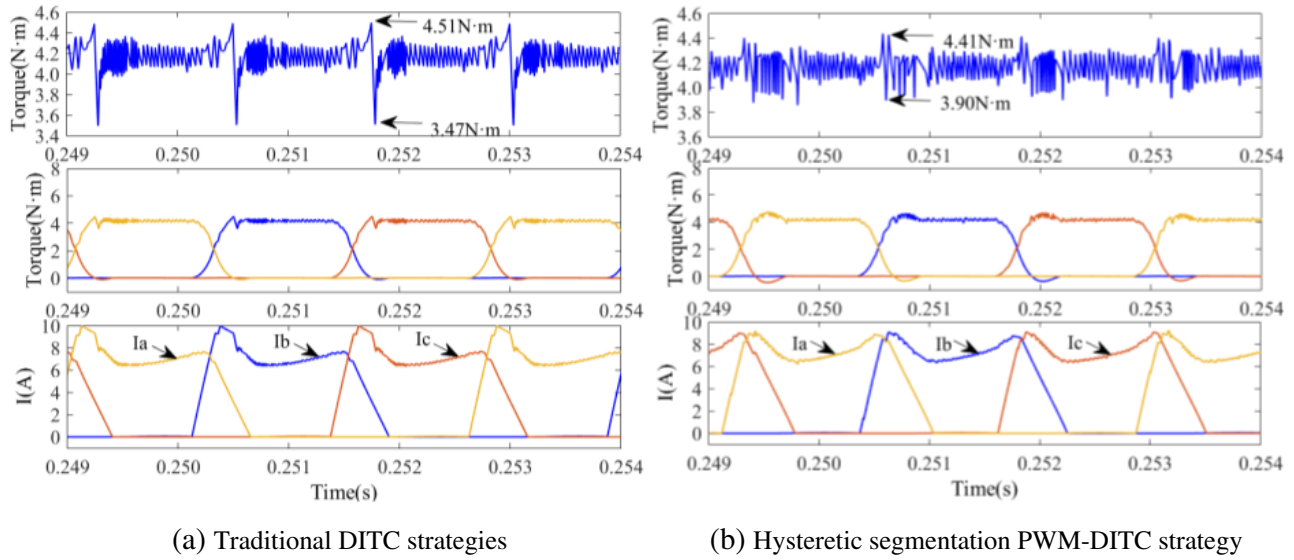 4.6
4.4
4.2
4.0
3.8
3.6
3.4
Torque(N·m)
4.51N·m
3.47N·m
0.249 0.250 0.251 0.252 0.253 0.254
8
6
4
2
0
Torque(N·m)
0.249 0.250 0.251 0.252 0.253 0.254
10
8
6
4
2
0
I(A)
Ia
Ib
Ic
0.249 0.250 0.251 0.252 0.253 0.254
Time(s)
(a) Traditional DITC strategies
4.6
4.4
4.2
4.0
3.8
4.6
Torque(N·m)
4.41N·m
3.90N·m
0.249 0.250 0.251 0.252 0.253 0.254
8
6
4
2
0
Torque(N·m)
0.249 0.250 0.251 0.252 0.253 0.254
10
8
6
4
2
0
I(A)
Ia
Ib
Ic
0.249 0.250 0.251 0.252 0.253 0.254
Time(s)
(b) Hysteretic segmentation PWM-DITC strategy